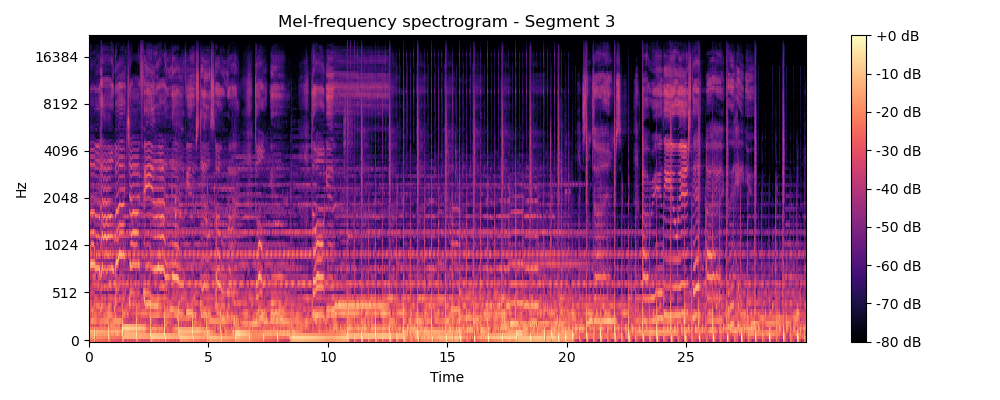 Mel-frequency spectrogram - Segment 3
Hz
16384
8192
4096
2048
1024
512
0
0 5 10 15 20 25
Time
+0 dB
-10 dB
-20 dB
-30 dB
-40 dB
-50 dB
-60 dB
-70 dB
-80 dB